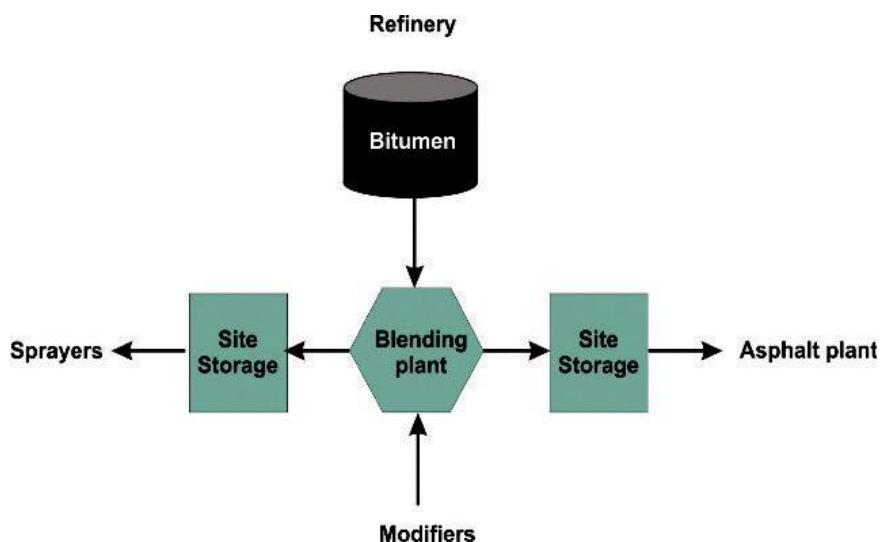 Refinery
Bitumen
Sprayers
Site
Storage
Blending
plant
Site
Storage
Asphalt plant
Modifiers